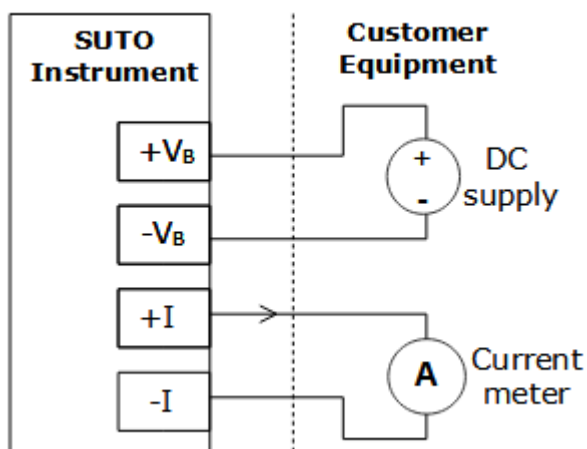 SUTO
Instrument
Customer
Equipment
+VB
+
-
DC
supply
-VB
+I
A
Current
meter
-I